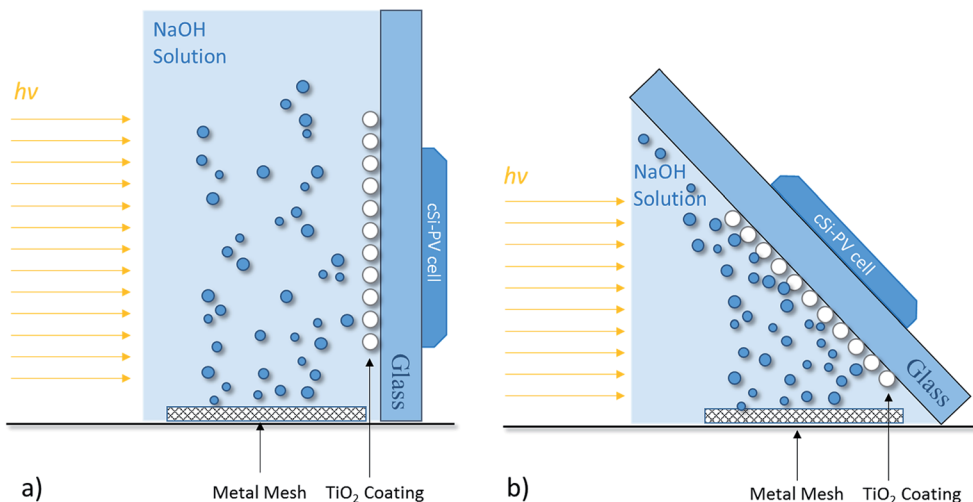 NaOH
Solution
hv
cSi-PV cell
Glass
a)
Metal Mesh
TiO₂ Coating
NaOH
Solution
hv
cSi-PV cell
Glass
b)
Metal Mesh
TiO₂ Coating